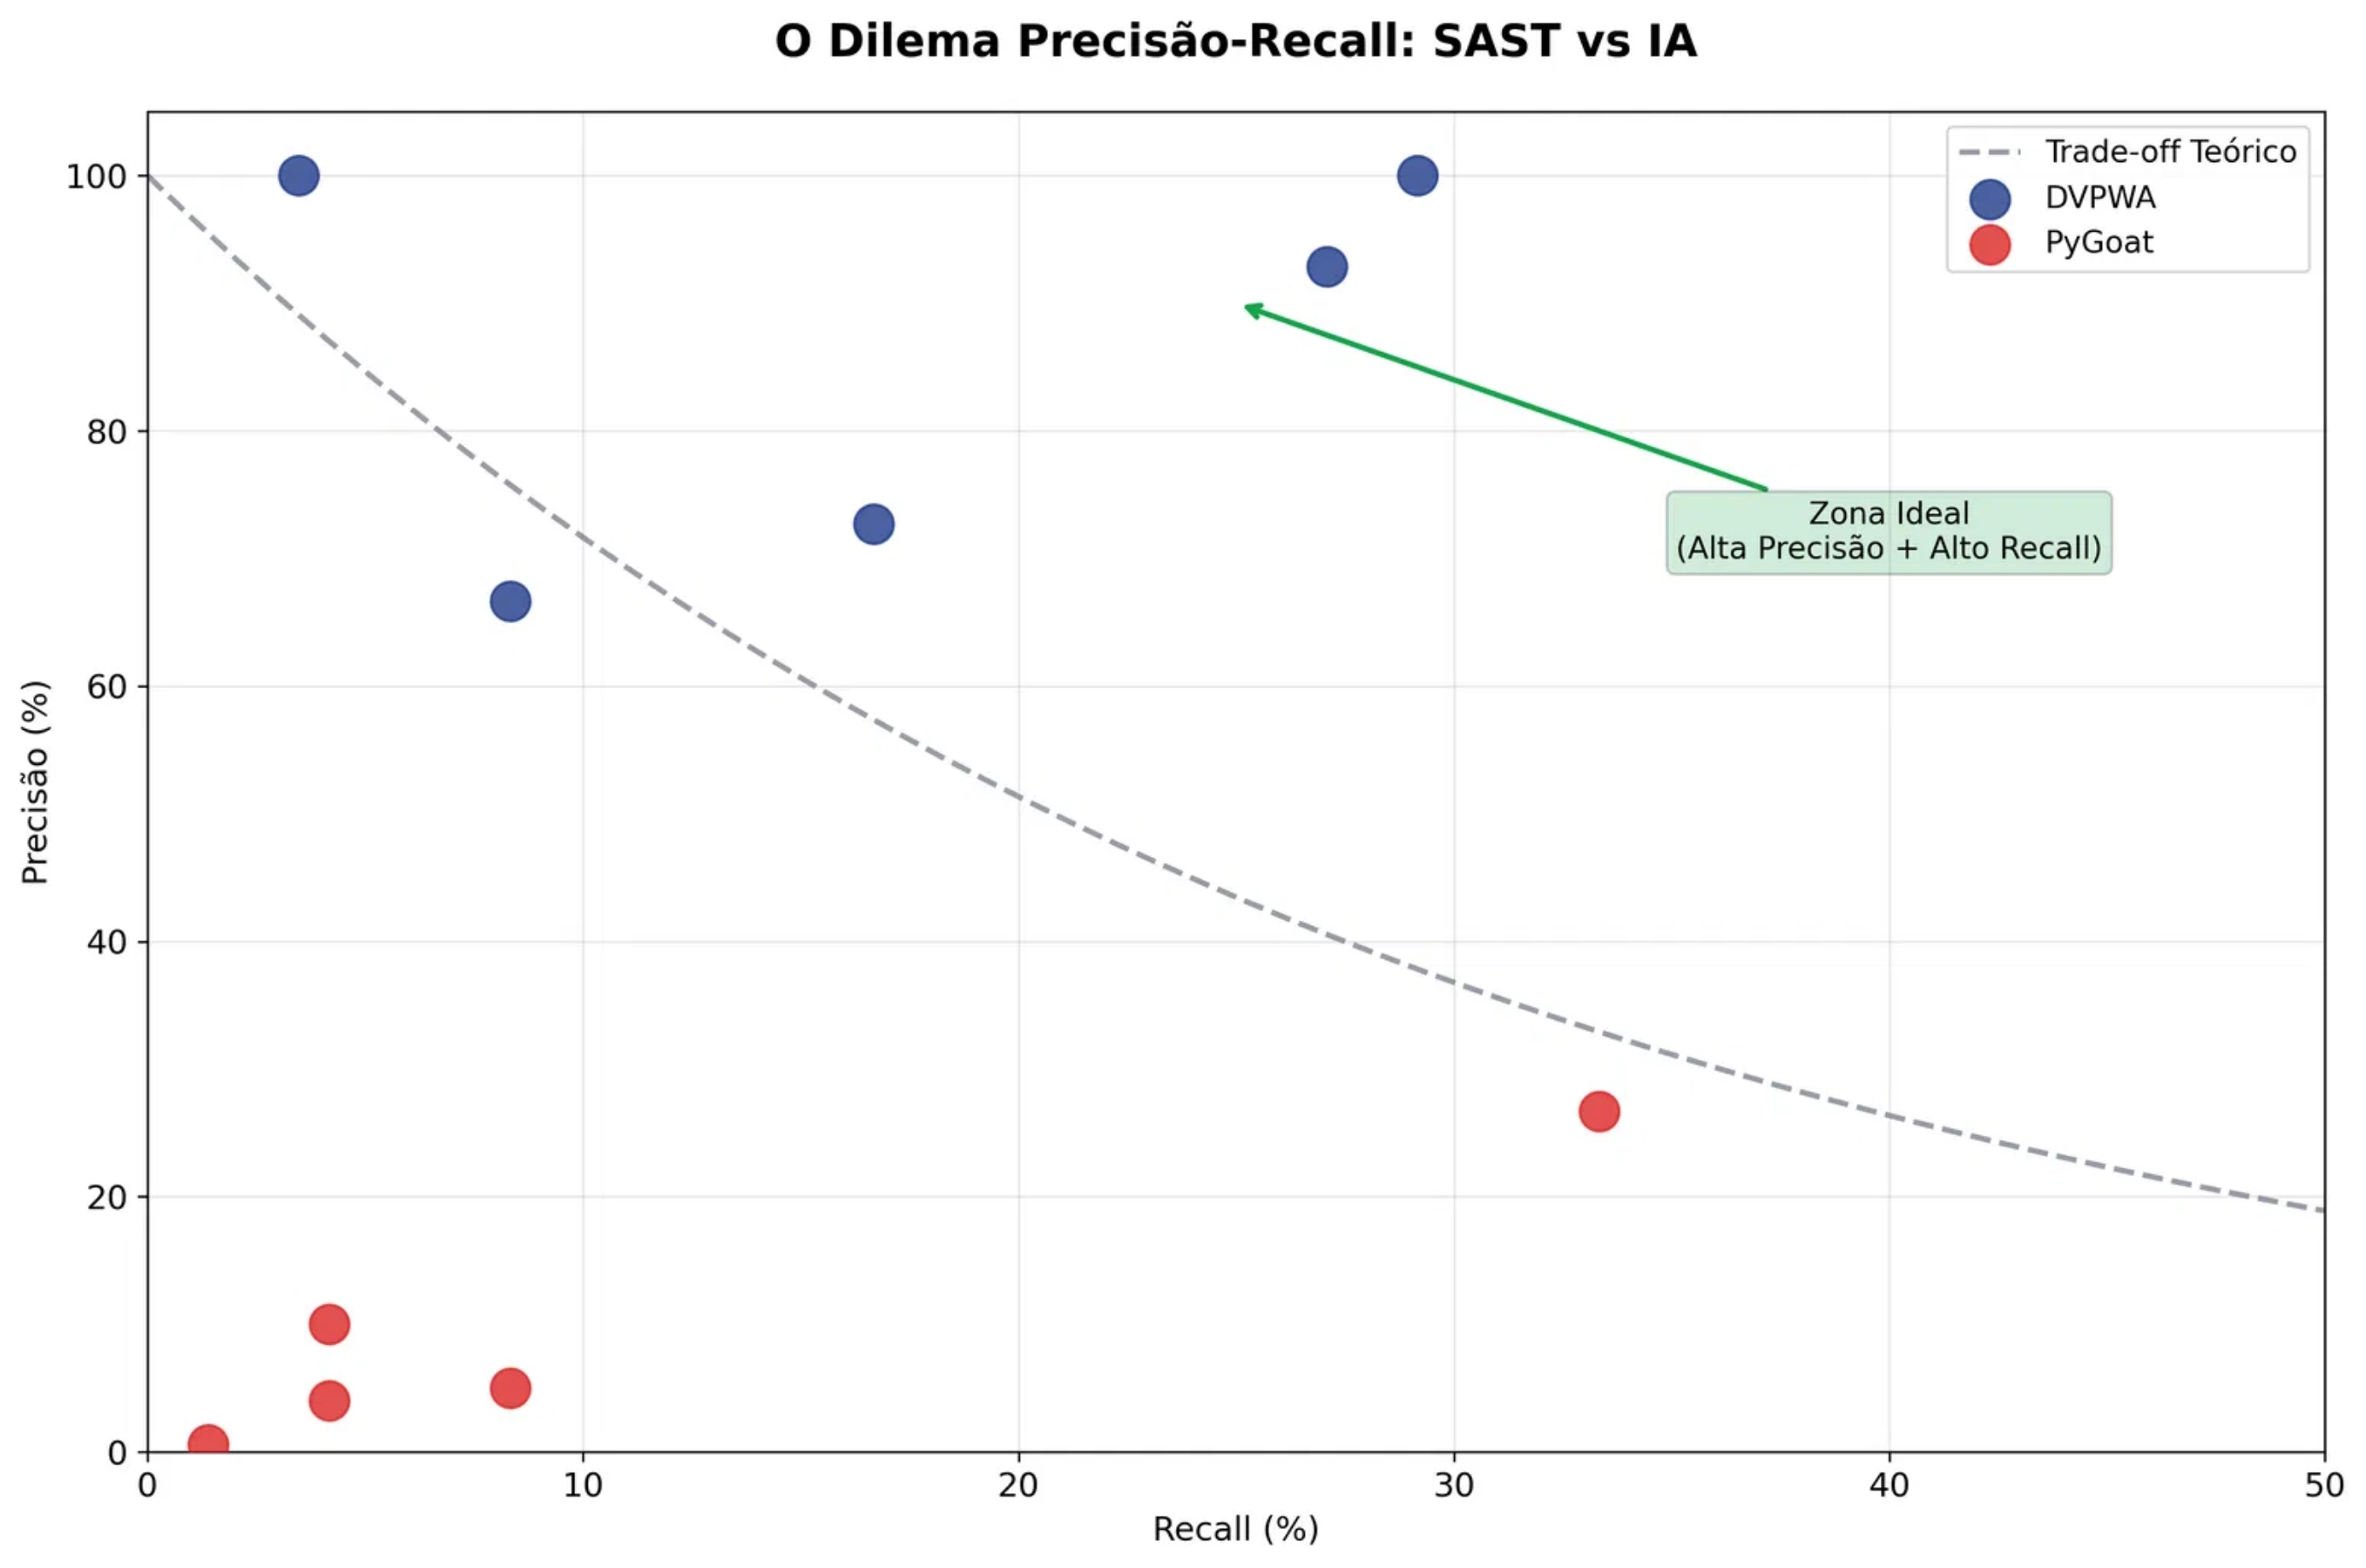 O Dilema Precisão-Recall: SAST vs IA
Trade-off Teórico
DVPWA
PyGoat
Zona Ideal
(Alta Precisão + Alto Recall)
Precisão (%)
100
80
60
40
20
0
0 10 20 30 40 50
Recall (%)